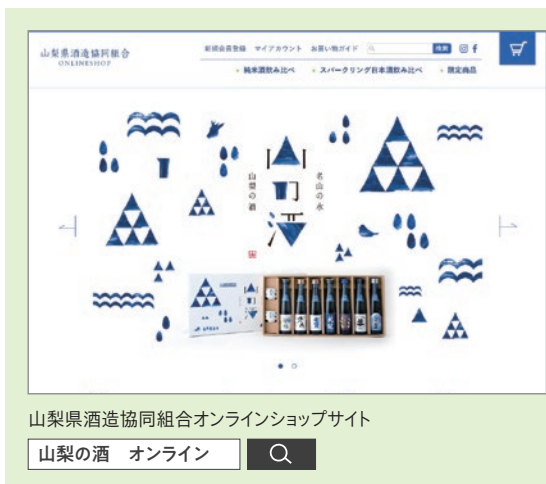 山梨県酒造協同組合
ONLINESHOP
新規会員登録 マイアカウント お買い物ガイド 検索
純米酒飲み比べ スパークリング日本酒飲み比べ 限定商品
名山の水
山の酒
山梨の酒
山梨県酒造協同組合オンラインショップサイト
山梨の酒 オンライン